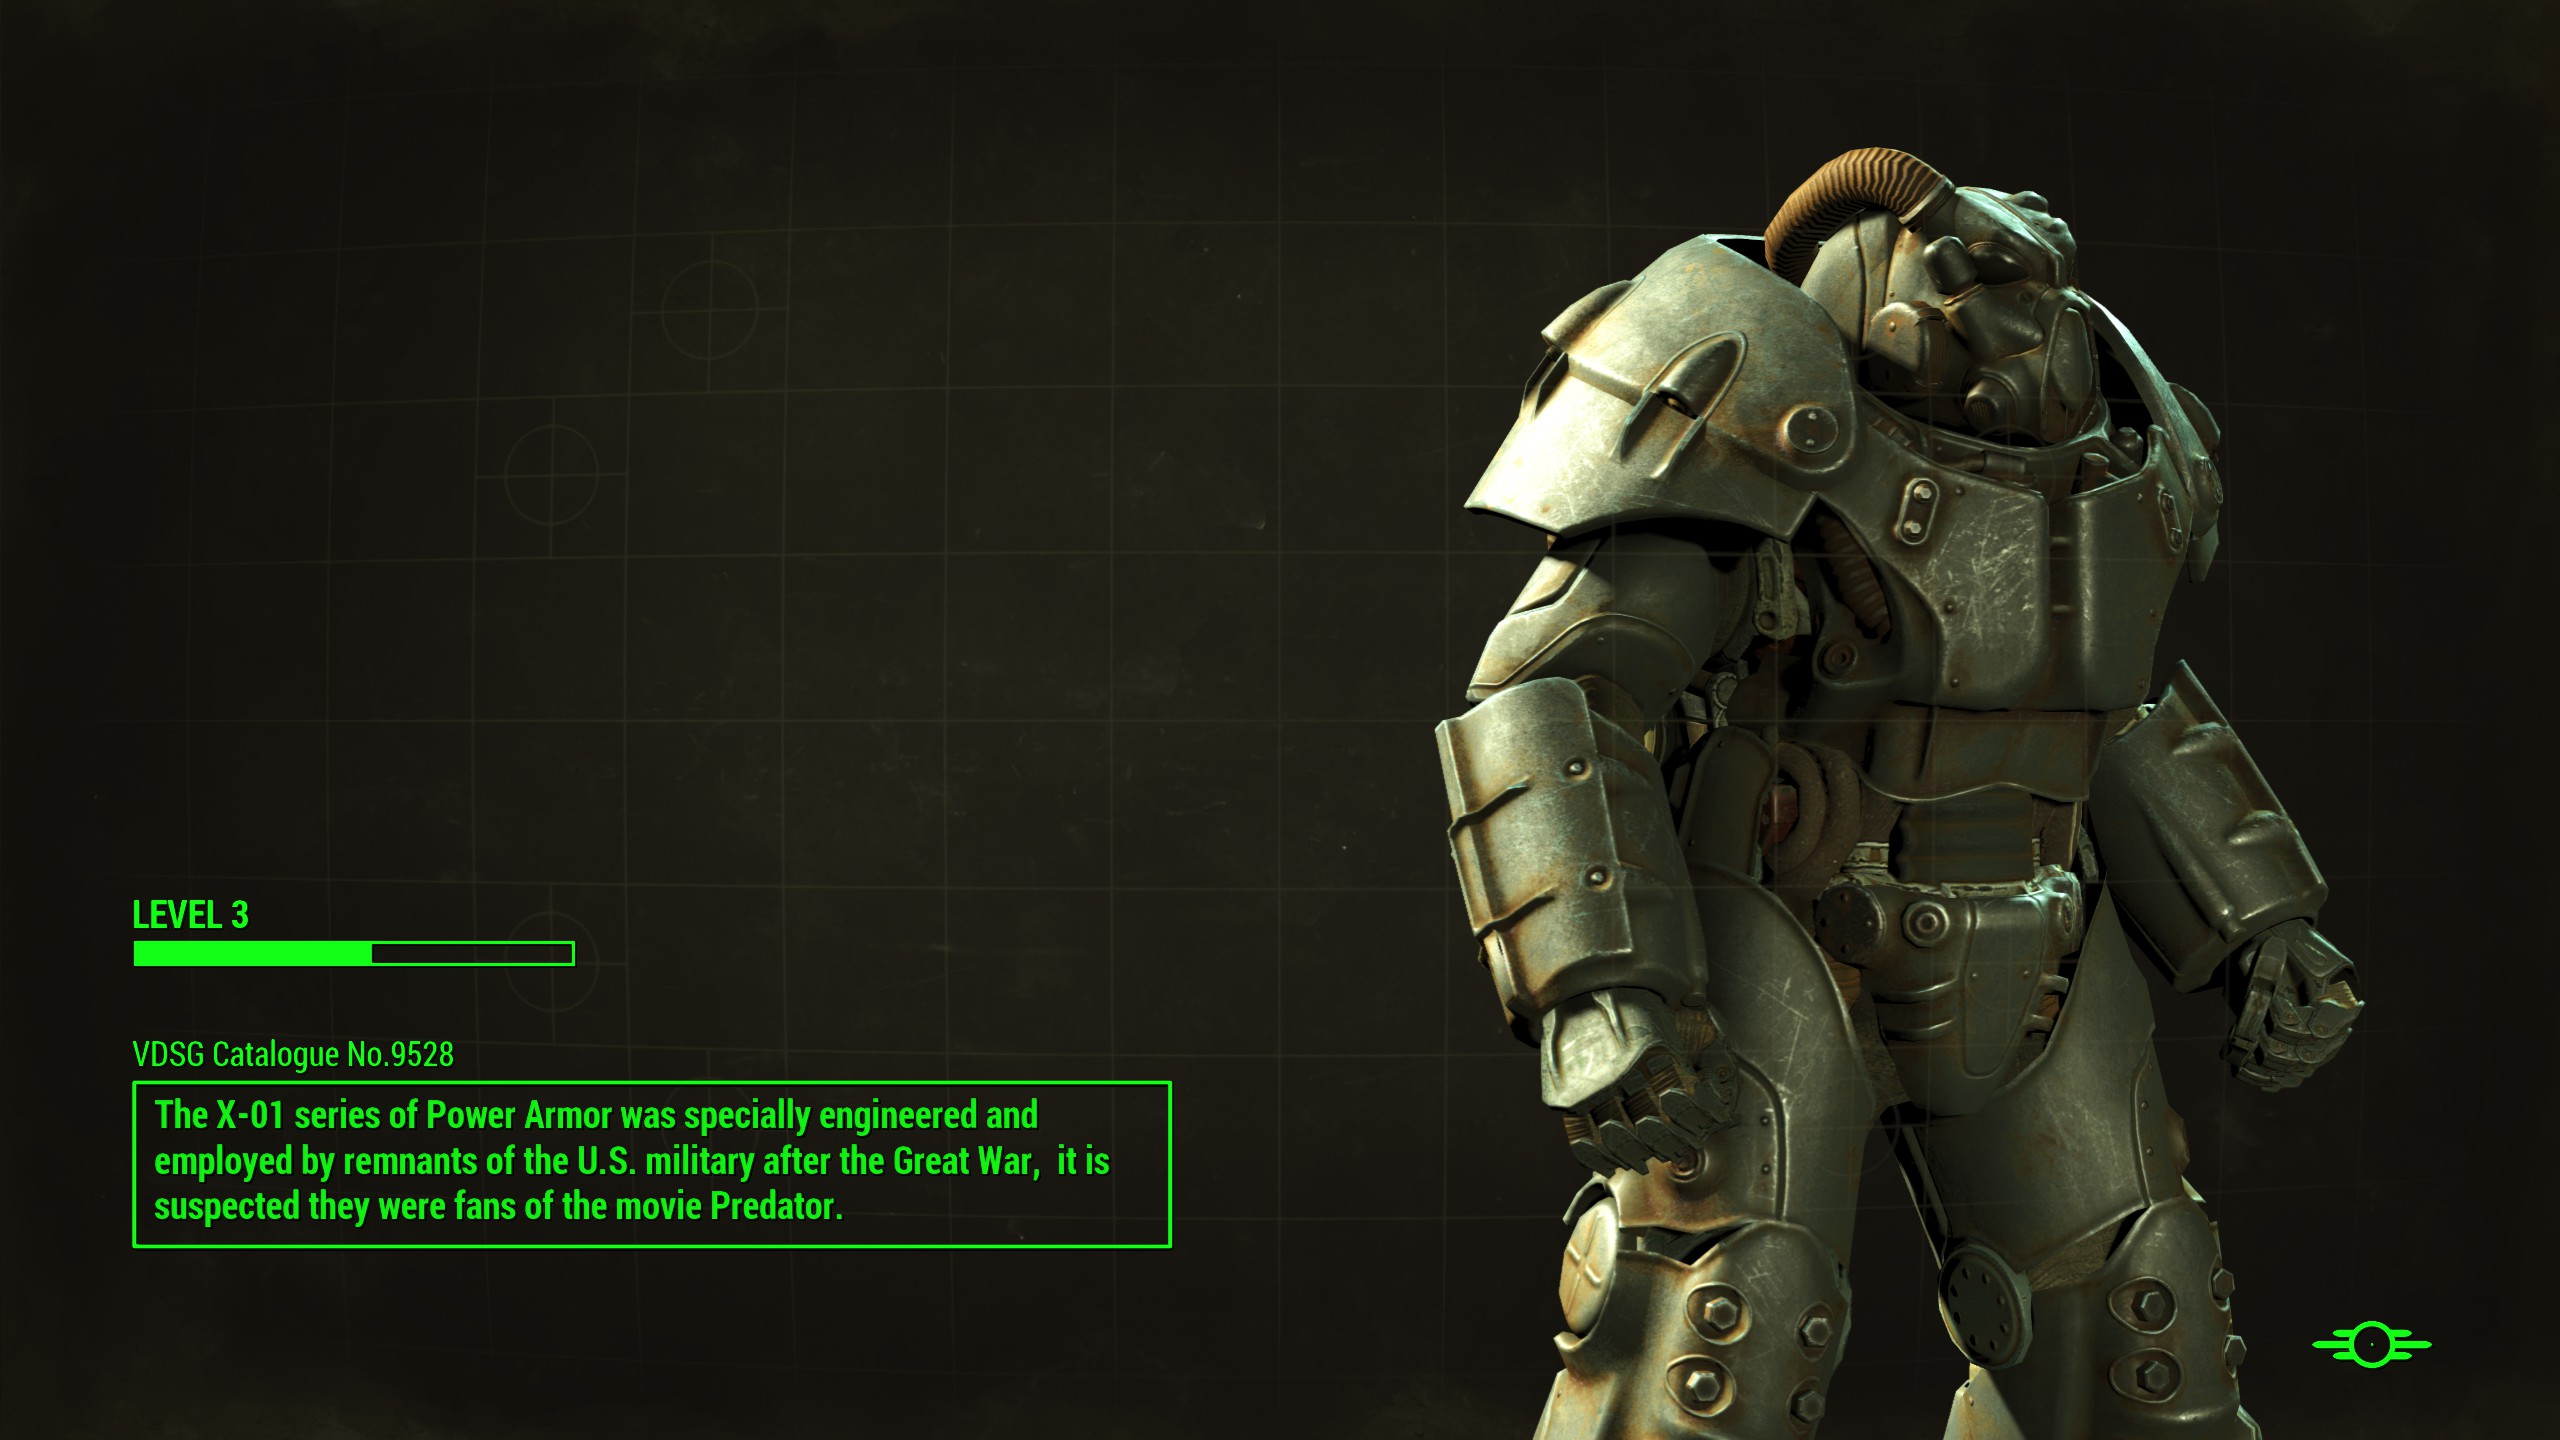 LEVEL 3
VDSG Catalogue No.9528
The X-01 series of Power Armor was specially engineered and
employed by remnants of the U.S. military after the Great War,  it is
suspected they were fans of the movie Predator.